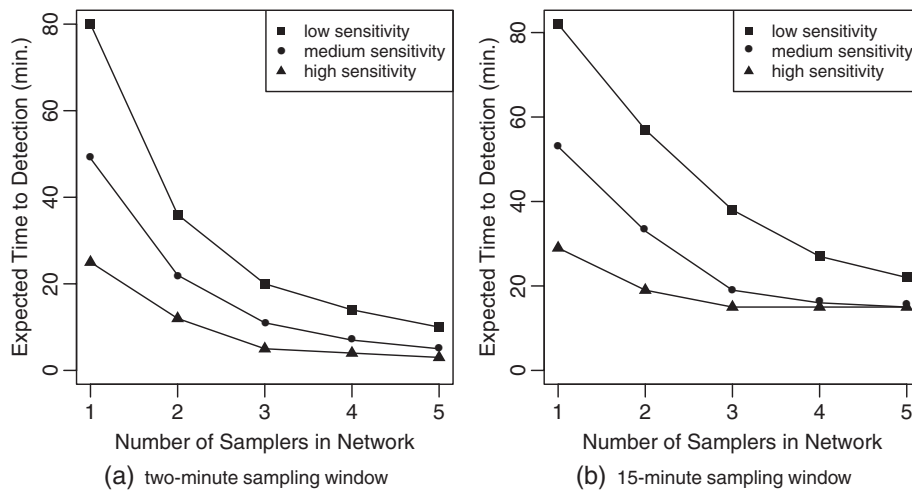 Expected Time to Detection (min.)
80
60
40
20
0
low sensitivity
medium sensitivity
high sensitivity
1 2 3 4 5
Number of Samplers in Network
(a) two-minute sampling window
Expected Time to Detection (min.)
80
60
40
20
0
low sensitivity
medium sensitivity
high sensitivity
1 2 3 4 5
Number of Samplers in Network
(b) 15-minute sampling window